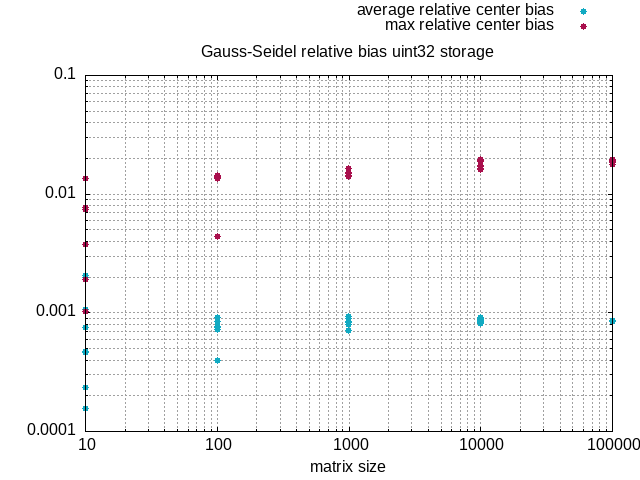 average relative center bias
max relative center bias
Gauss-Seidel relative bias uint32 storage
0.1
0.01
0.001
0.0001
10 100 1000 10000 100000
matrix size